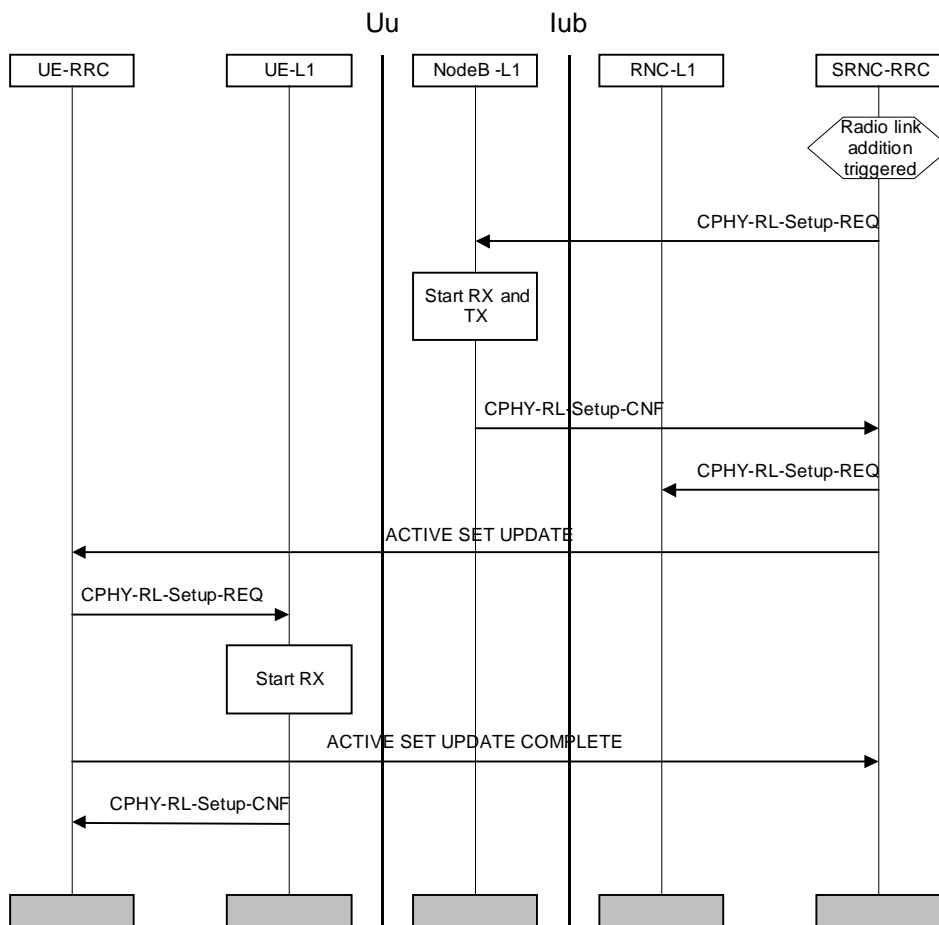 Uu
Iub
UE-RRC
UE-L1
NodeB -L1
RNC-L1
SRNC-RRC
Radio link
addition
triggered
CPHY-RL-Setup-REQ
Start RX and
TX
CPHY-RL-Setup-CNF
CPHY-RL-Setup-REQ
ACTIVE SET UPDATE
CPHY-RL-Setup-REQ
Start RX
ACTIVE SET UPDATE COMPLETE
CPHY-RL-Setup-CNF